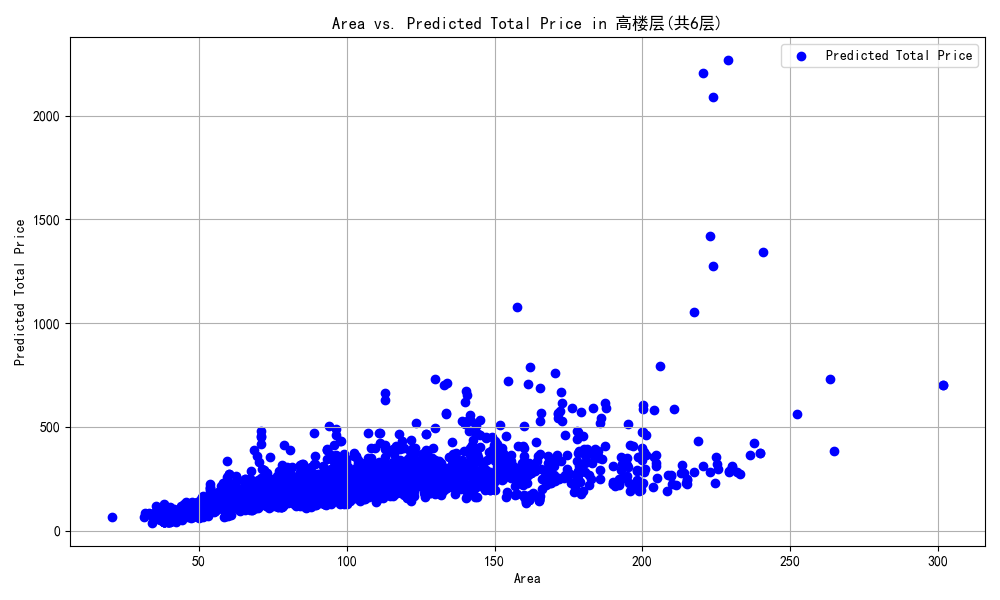 Area vs. Predicted Total Price in 高楼层(共6层)
Predicted Total Price
Predicted Total Price
2000
1500
1000
500
0
50 100 150 200 250 300
Area